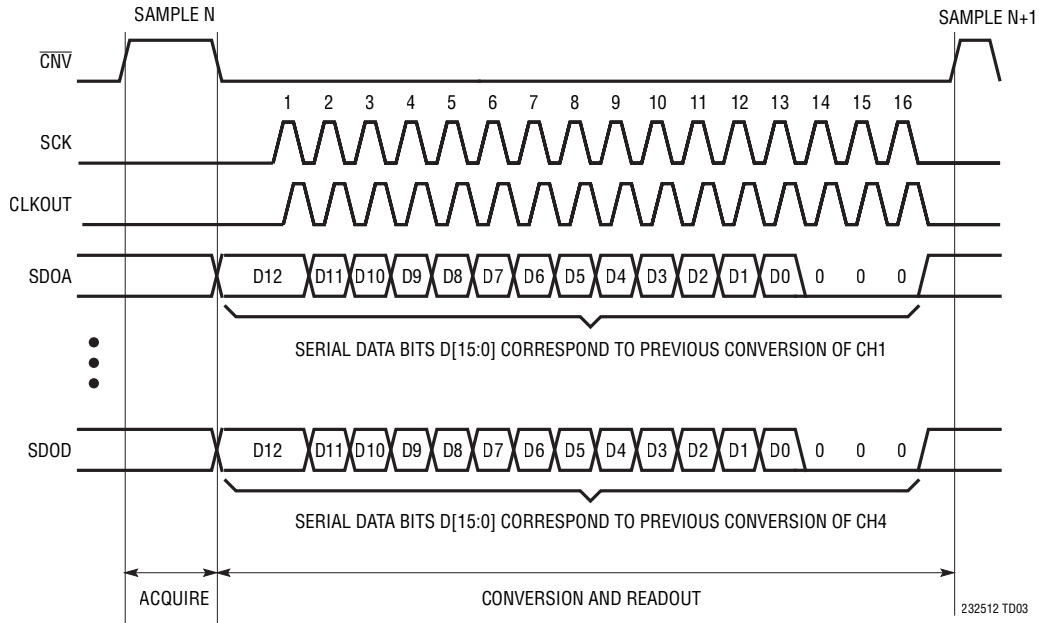 SAMPLE N
SAMPLE N+1
CNV
1 2 3 4 5 6 7 8 9 10 11 12 13 14 15 16
SCK
CLKOUT
SDOA D12 D11 D10 D9 D8 D7 D6 D5 D4 D3 D2 D1 D0 0 0 0
SERIAL DATA BITS D[15:0] CORRESPOND TO PREVIOUS CONVERSION OF CH1
SDOD D12 D11 D10 D9 D8 D7 D6 D5 D4 D3 D2 D1 D0 0 0 0
SERIAL DATA BITS D[15:0] CORRESPOND TO PREVIOUS CONVERSION OF CH4
ACQUIRE
CONVERSION AND READOUT
232512 TD03